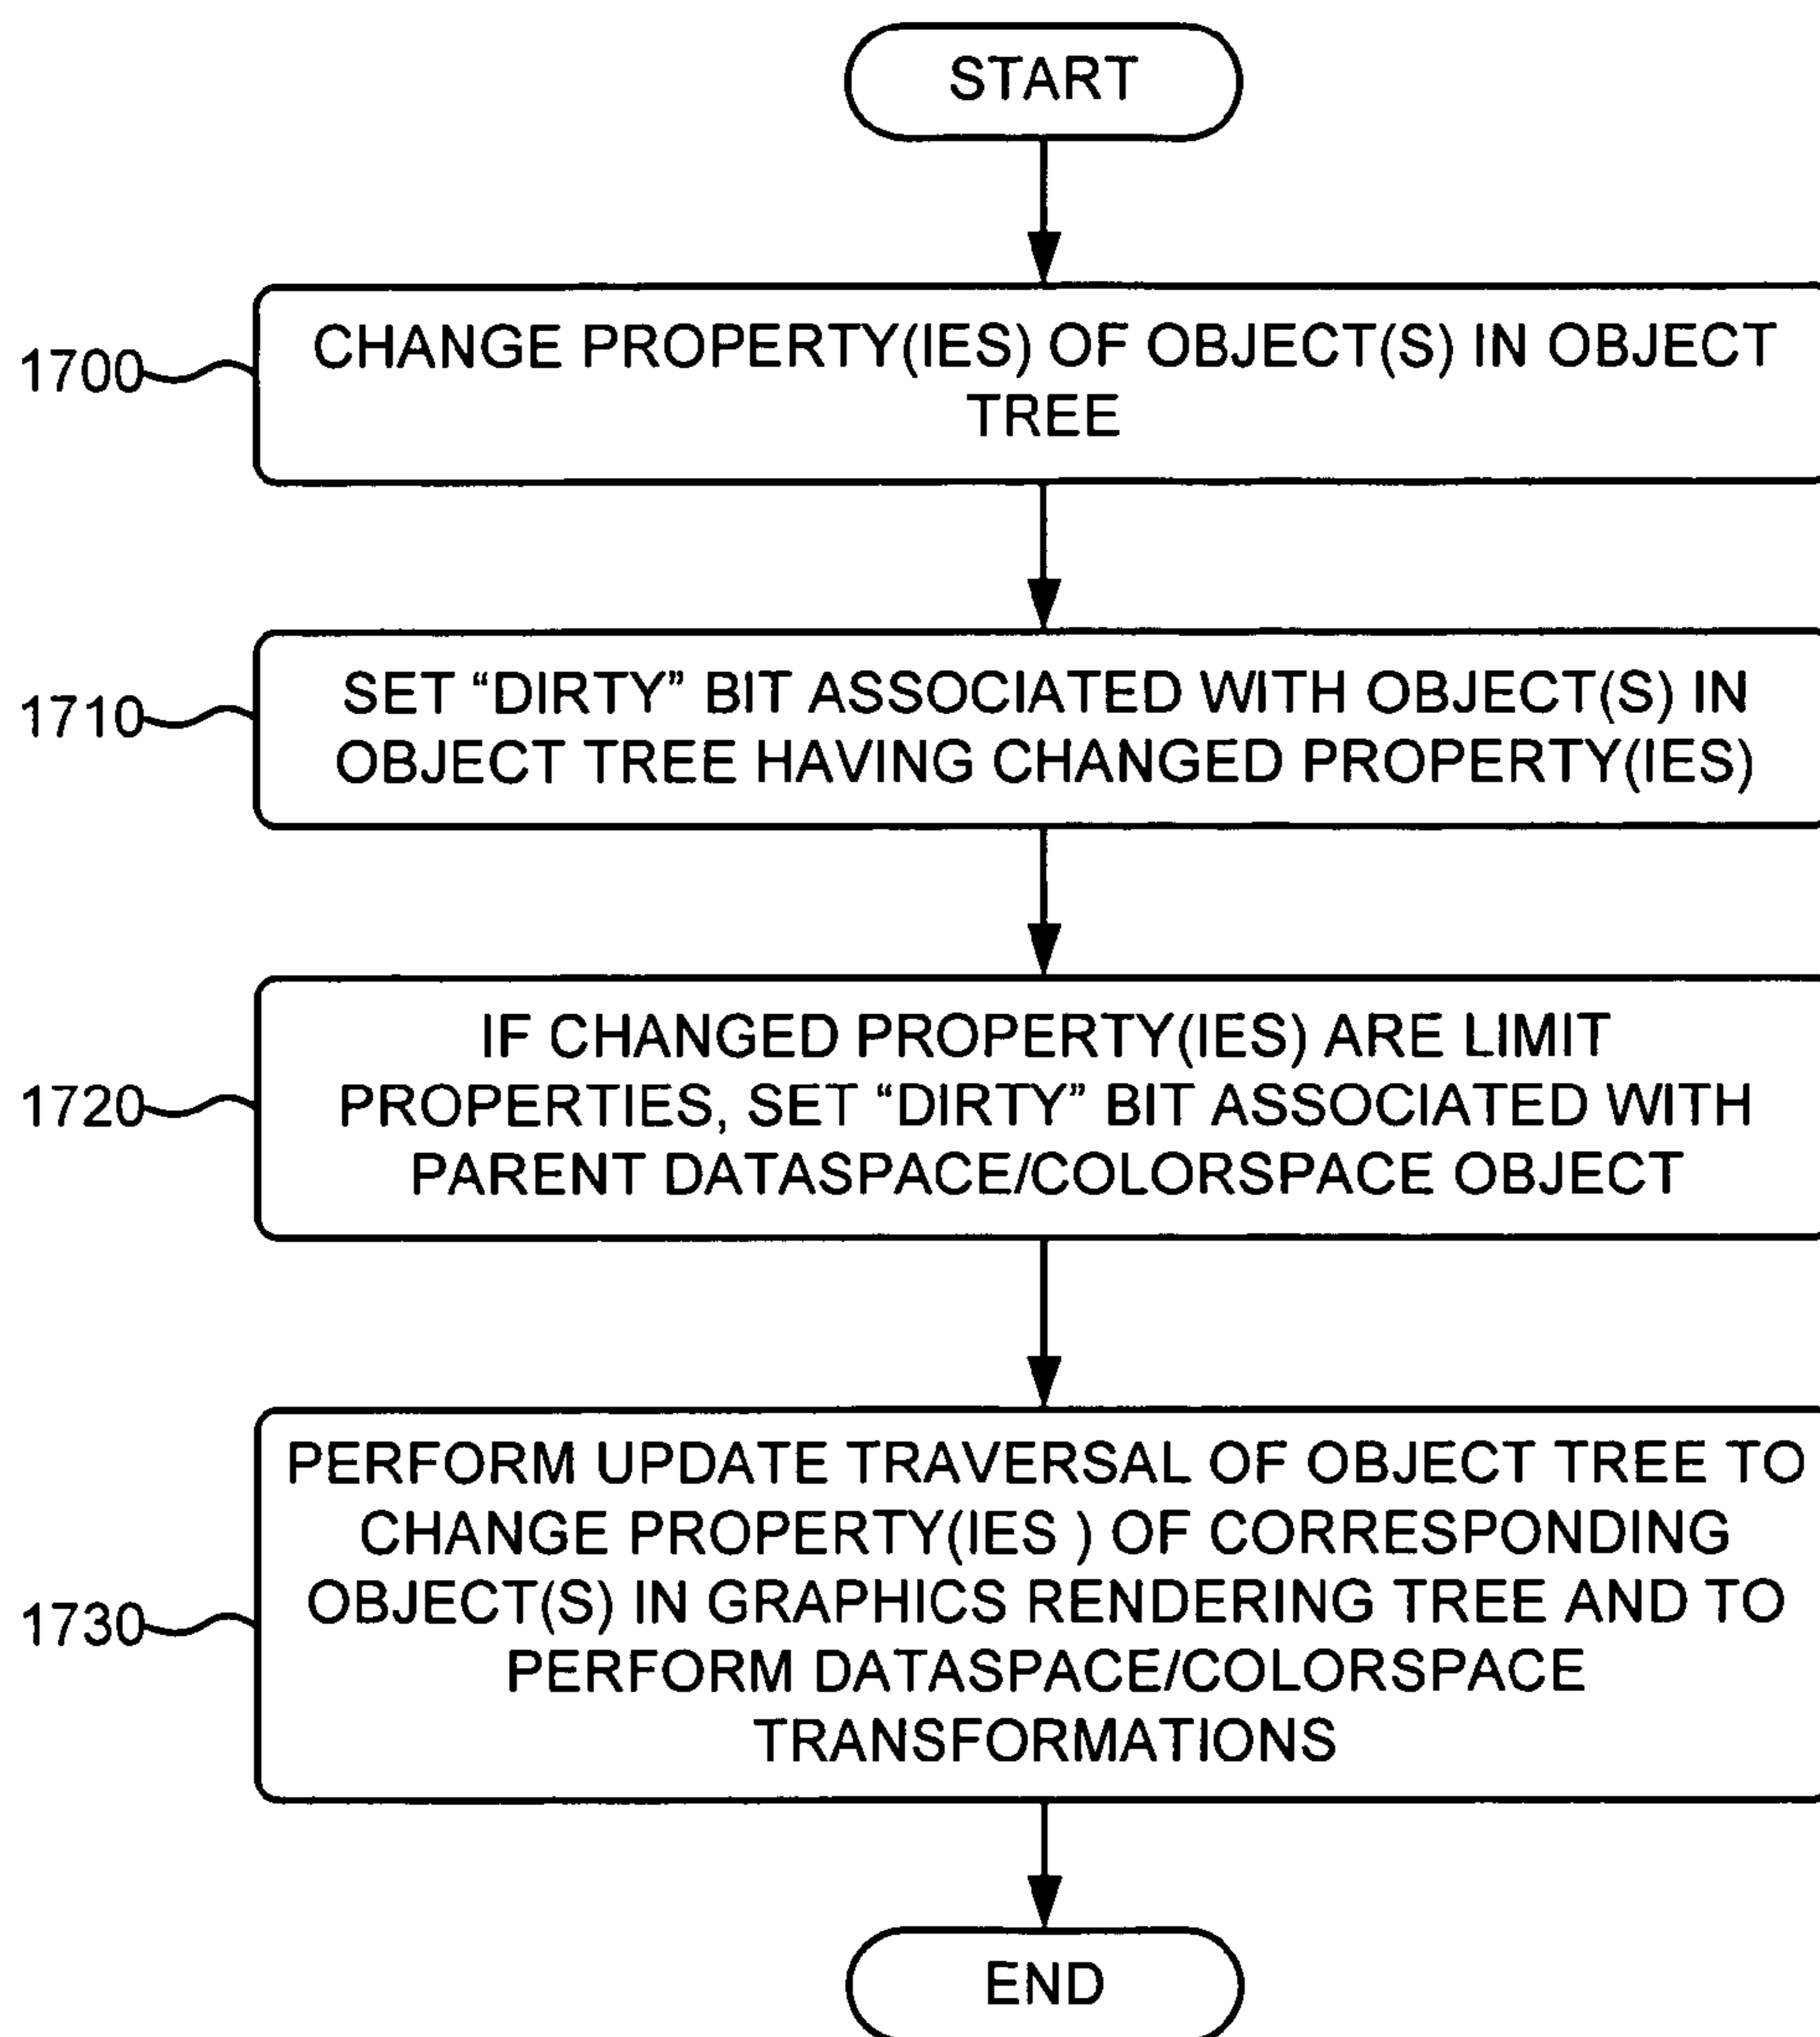 START
1700
CHANGE PROPERTY(IES) OF OBJECT(S) IN OBJECT
TREE
1710
SET “DIRTY” BIT ASSOCIATED WITH OBJECT(S) IN
OBJECT TREE HAVING CHANGED PROPERTY(IES)
1720
IF CHANGED PROPERTY(IES) ARE LIMIT
PROPERTIES, SET “DIRTY” BIT ASSOCIATED WITH
PARENT DATASPACE/COLORSPACE OBJECT
1730
PERFORM UPDATE TRAVERSAL OF OBJECT TREE TO
CHANGE PROPERTY(IES ) OF CORRESPONDING
OBJECT(S) IN GRAPHICS RENDERING TREE AND TO
PERFORM DATASPACE/COLORSPACE
TRANSFORMATIONS
END